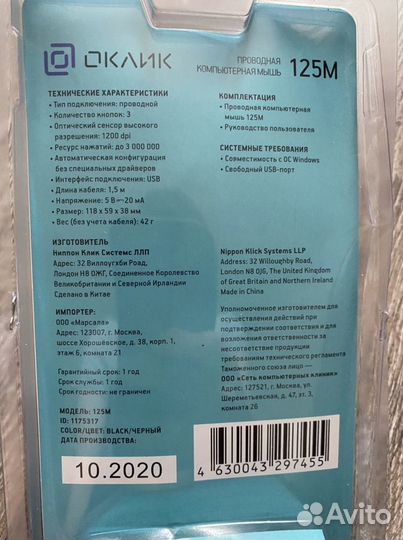 ОКЛИК
ПРОВОДНАЯ
КОМПЬЮТЕРНАЯ МЫШЬ
125M
ТЕХНИЧЕСКИЕ ХАРАКТЕРИСТИКИ
• Тип подключения: проводной
• Количество кнопок: 3
• Оптический сенсор высокого
разрешения: 1200 dpi
• Ресурс нажатий: до 3 000 000
• Автоматическая конфигурация
без специальных драйверов
• Интерфейс подключения: USB
• Длина кабеля: 1,5 м
• Напряжение: 5 В ⎓20 мА
• Размер: 118 x 59 x 38 мм
• Вес (без учета кабеля): 42 г
КОМПЛЕКТАЦИЯ
• Проводная компьютерная
мышь 125M
• Руководство пользователя
СИСТЕМНЫЕ ТРЕБОВАНИЯ
• Совместимость с ОС Windows
• Свободный USB-порт
ИЗГОТОВИТЕЛЬ
Ниппон Клик Системс ЛЛП
Адрес: 32 Виллоугхби Роад,
Лондон Н8 0ЖГ, Соединенное Королевство
Великобритании и Северной Ирландии
Сделано в Китае
Nippon Klick Systems LLP
Address: 32 Willoughby Road,
London N8 0JG, The United Kingdom
of Great Britain and Northern Ireland
Made in China
ИМПОРТЕР:
ООО «Марсала»
Адрес: 123007, г. Москва,
шоссе Хорошёвское, д. 38, корп. 1,
этаж 6, комната 21
Гарантийный срок: 1 год
Срок службы: 1 год
Срок годности: не ограничен
Уполномоченное изготовителем для
осуществления действий при
подтверждении соответствия и для
возложения ответственности за
несоответствие продукции
требованиям технического регламента
Таможенного союза лицо —
ООО «Сеть компьютерных клиник»
Адрес: 127521, г. Москва, ул.
Шереметьевская, д. 47, эт. 3,
комната 26
МОДЕЛЬ: 125M
ID: 1175317
COLOR/ЦВЕТ: BLACK/ЧЕРНЫЙ
ДАТА ПРОИЗВОДСТВА:
10.2020
4 630043 297455
Avito